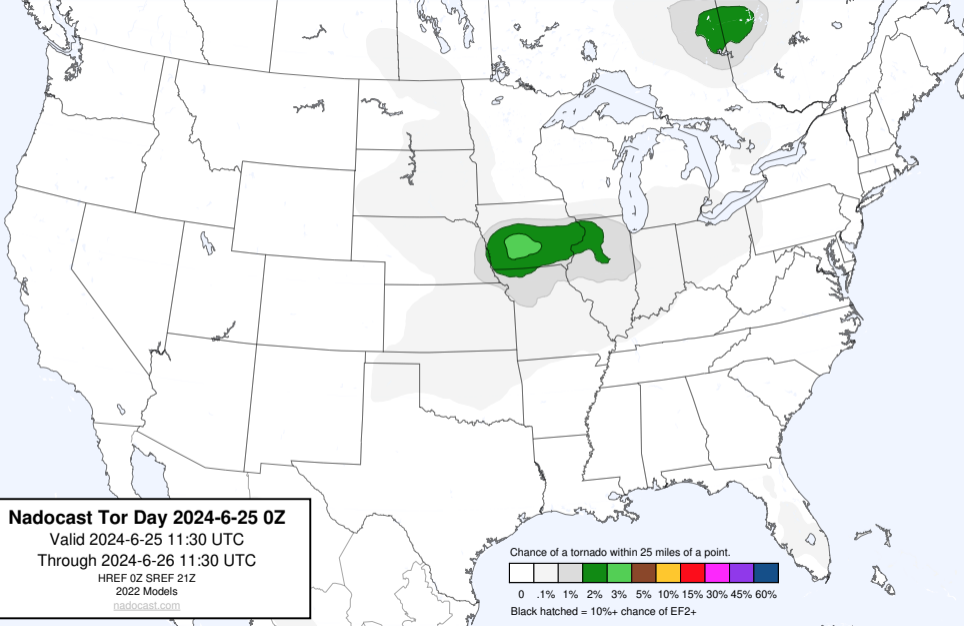 Nadocast Tor Day 2024-6-25 0Z
Valid 2024-6-25 11:30 UTC
Through 2024-6-26 11:30 UTC
HREF 0Z SREF 21Z
2022 Models
nadocast.com
Chance of a tornado within 25 miles of a point.
0 .1% 1% 2% 3% 5% 10% 15% 30% 45% 60%
Black hatched = 10%+ chance of EF2+